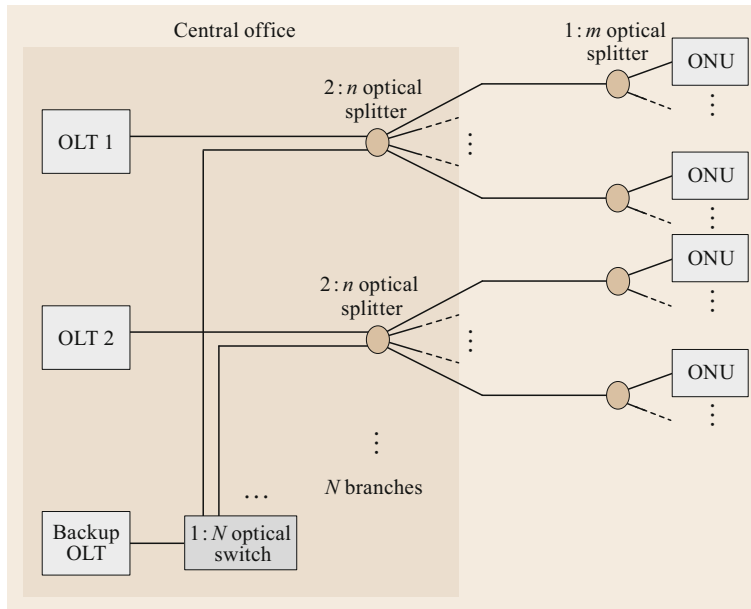 Central office
1 : m optical
splitter
ONU
2 : n optical
splitter
OLT 1
ONU
ONU
2 : n optical
splitter
OLT 2
ONU
N branches
Backup
OLT
1 : N optical
switch